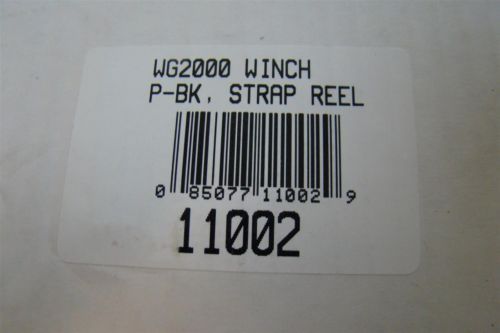 WG2000 WINCH
P-BK, STRAP REEL
0 85077 11002 9
11002